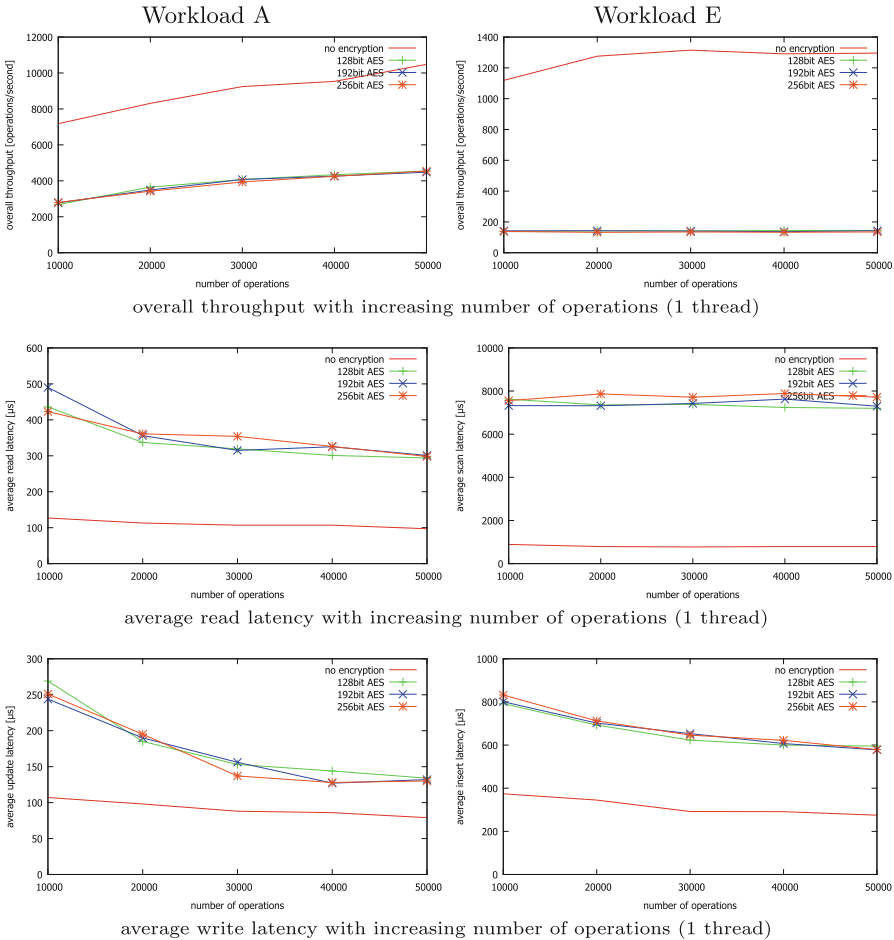 Workload A
Workload E
12000
10000
8000
6000
4000
2000
0
overall throughput [operations/second]
no encryption
128bit AES
192bit AES
256bit AES
10000 20000 30000 40000 50000
number of operations
1400
1200
1000
800
600
400
200
0
overall throughput [operations/second]
no encryption
128bit AES
192bit AES
256bit AES
10000 20000 30000 40000 50000
number of operations
overall throughput with increasing number of operations (1 thread)
600
500
400
300
200
100
0
average read latency [µs]
no encryption
128bit AES
192bit AES
256bit AES
10000 20000 30000 40000 50000
number of operations
10000
8000
6000
4000
2000
0
average scan latency [µs]
no encryption
128bit AES
192bit AES
256bit AES
10000 20000 30000 40000 50000
number of operations
average read latency with increasing number of operations (1 thread)
300
250
200
150
100
50
0
average update latency [µs]
no encryption
128bit AES
192bit AES
256bit AES
10000 20000 30000 40000 50000
number of operations
1000
800
600
400
200
0
average insert latency [µs]
no encryption
128bit AES
192bit AES
256bit AES
10000 20000 30000 40000 50000
number of operations
average write latency with increasing number of operations (1 thread)